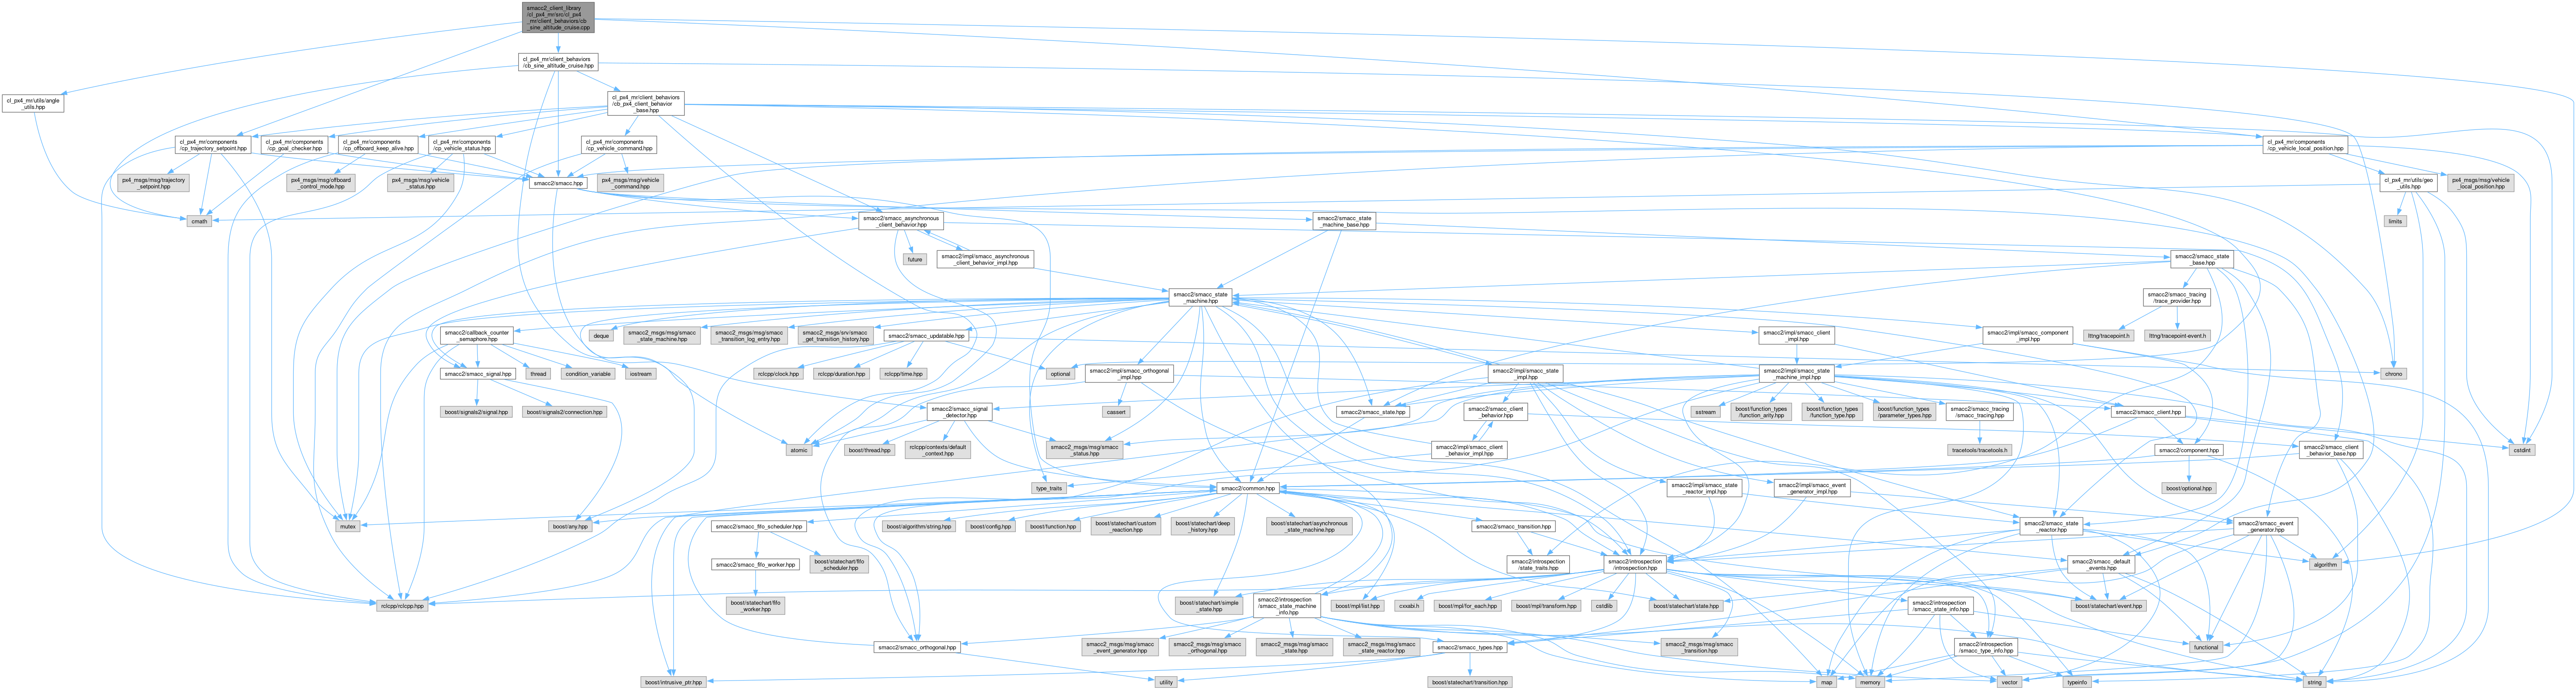 smacc2_client_library
/cl_px4_mr/src/cl_px4
_mr/client_behaviors/cb
_sine_altitude_cruise.cpp
cl_px4_mr/client_behaviors
/cb_sine_altitude_cruise.hpp
cl_px4_mr/utils/angle
_utils.hpp
cl_px4_mr/client_behaviors
/cb_px4_client_behavior
_base.hpp
cl_px4_mr/components
/cp_trajectory_setpoint.hpp
cl_px4_mr/components
/cp_goal_checker.hpp
cl_px4_mr/components
/cp_offboard_keep_alive.hpp
cl_px4_mr/components
/cp_vehicle_status.hpp
cl_px4_mr/components
/cp_vehicle_command.hpp
cl_px4_mr/components
/cp_vehicle_local_position.hpp
px4_msgs/msg/trajectory
_setpoint.hpp
px4_msgs/msg/offboard
_control_mode.hpp
px4_msgs/msg/vehicle
_status.hpp
smacc2/smacc.hpp
px4_msgs/msg/vehicle
_command.hpp
cl_px4_mr/utils/geo
_utils.hpp
px4_msgs/msg/vehicle
_local_position.hpp
cmath
smacc2/smacc_asynchronous
_client_behavior.hpp
smacc2/smacc_state
_machine_base.hpp
limits
future
smacc2/impl/smacc_asynchronous
_client_behavior_impl.hpp
smacc2/smacc_state
_base.hpp
smacc2/smacc_state
_machine.hpp
smacc2/smacc_tracing
/trace_provider.hpp
smacc2/callback_counter
_semaphore.hpp
deque
smacc2_msgs/msg/smacc
_state_machine.hpp
smacc2_msgs/msg/smacc
_transition_log_entry.hpp
smacc2_msgs/srv/smacc
_get_transition_history.hpp
smacc2/smacc_updatable.hpp
smacc2/impl/smacc_client
_impl.hpp
smacc2/impl/smacc_component
_impl.hpp
lttng/tracepoint.h
lttng/tracepoint-event.h
smacc2/smacc_signal.hpp
thread
condition_variable
iostream
rclcpp/clock.hpp
rclcpp/duration.hpp
rclcpp/time.hpp
optional
smacc2/impl/smacc_orthogonal
_impl.hpp
smacc2/impl/smacc_state
_impl.hpp
smacc2/impl/smacc_state
_machine_impl.hpp
chrono
boost/signals2/signal.hpp
boost/signals2/connection.hpp
smacc2/smacc_signal
_detector.hpp
cassert
smacc2/smacc_client
_behavior.hpp
smacc2/smacc_state.hpp
sstream
boost/function_types
/function_arity.hpp
boost/function_types
/function_type.hpp
boost/function_types
/parameter_types.hpp
smacc2/smacc_tracing
/smacc_tracing.hpp
smacc2/smacc_client.hpp
atomic
boost/thread.hpp
rclcpp/contexts/default
_context.hpp
smacc2_msgs/msg/smacc
_status.hpp
smacc2/impl/smacc_client
_behavior_impl.hpp
tracetools/tracetools.h
smacc2/component.hpp
smacc2/smacc_client
_behavior_base.hpp
cstdint
type_traits
smacc2/common.hpp
smacc2/impl/smacc_state
_reactor_impl.hpp
smacc2/impl/smacc_event
_generator_impl.hpp
boost/optional.hpp
mutex
boost/any.hpp
smacc2/smacc_fifo_scheduler.hpp
boost/algorithm/string.hpp
boost/config.hpp
boost/function.hpp
boost/statechart/custom
_reaction.hpp
boost/statechart/deep
_history.hpp
boost/statechart/asynchronous
_state_machine.hpp
smacc2/smacc_transition.hpp
smacc2/smacc_state
_reactor.hpp
smacc2/smacc_event
_generator.hpp
smacc2/smacc_fifo_worker.hpp
boost/statechart/fifo
_scheduler.hpp
smacc2/introspection
/state_traits.hpp
smacc2/introspection
/introspection.hpp
smacc2/smacc_default
_events.hpp
algorithm
rclcpp/rclcpp.hpp
boost/statechart/fifo
_worker.hpp
boost/statechart/simple
_state.hpp
smacc2/introspection
/smacc_state_machine
_info.hpp
boost/mpl/list.hpp
cxxabi.h
boost/mpl/for_each.hpp
boost/mpl/transform.hpp
cstdlib
boost/statechart/state.hpp
smacc2/introspection
/smacc_state_info.hpp
boost/statechart/event.hpp
smacc2/smacc_orthogonal.hpp
smacc2_msgs/msg/smacc
_event_generator.hpp
smacc2_msgs/msg/smacc
_orthogonal.hpp
smacc2_msgs/msg/smacc
_state.hpp
smacc2_msgs/msg/smacc
_state_reactor.hpp
smacc2/smacc_types.hpp
smacc2_msgs/msg/smacc
_transition.hpp
smacc2/introspection
/smacc_type_info.hpp
functional
boost/intrusive_ptr.hpp
utility
boost/statechart/transition.hpp
map
memory
vector
typeinfo
string